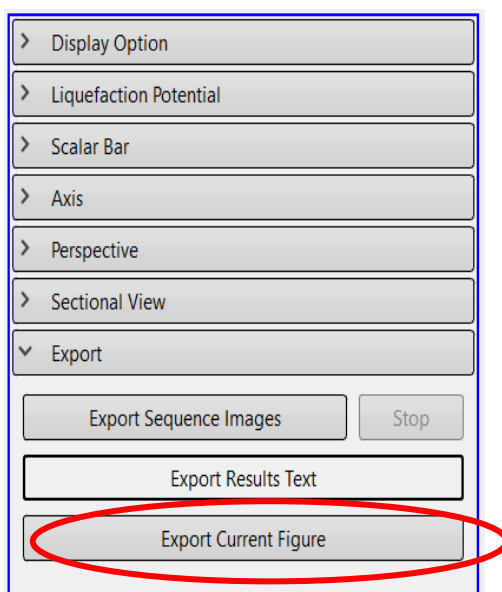 Display Option
Liquefaction Potential
Scalar Bar
Axis
Perspective
Sectional View
Export
Export Sequence Images Stop
Export Results Text
Export Current Figure